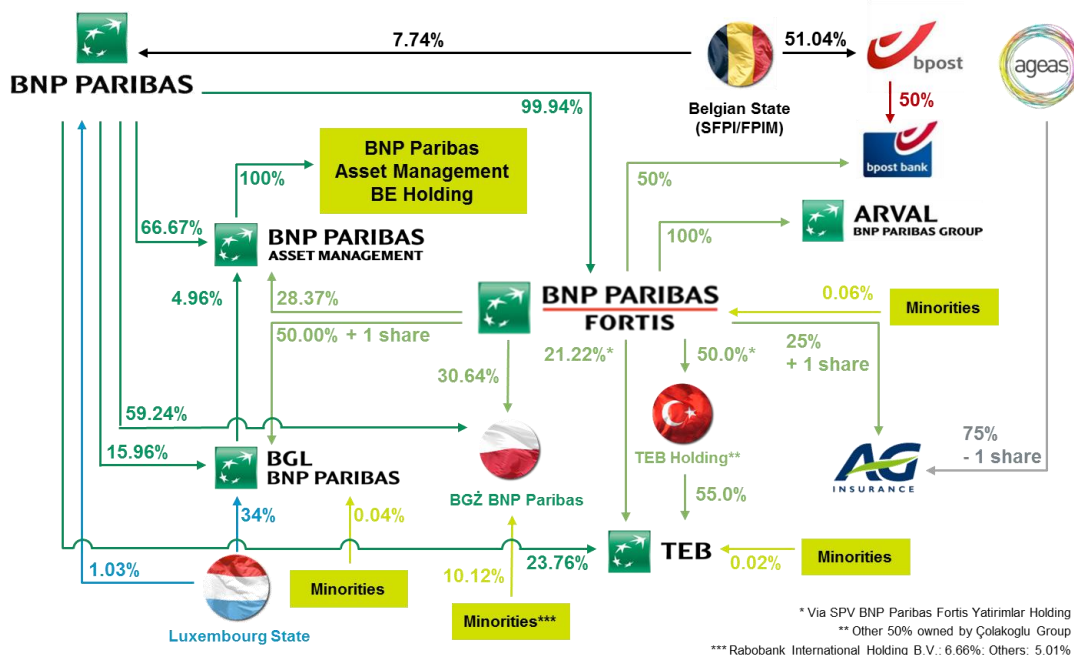 7.74%
51.04%
bpost
ageas
BNP PARIBAS
99.94%
Belgian State
(SFPI/FPIM)
50%
bpost bank
BNP Paribas
Asset Management
BE Holding
100%
50%
ARVAL
BNP PARIBAS GROUP
66.67%
BNP PARIBAS
ASSET MANAGEMENT
100%
4.96%
28.37%
BNP PARIBAS
FORTIS
0.06%
Minorities
50.00% + 1 share
21.22%*
50.0%*
25%
+ 1 share
30.64%
59.24%
15.96%
BGL
BNP PARIBAS
TEB Holding**
75%
- 1 share
AG
INSURANCE
BGŻ BNP Paribas
55.0%
34%
0.04%
TEB
1.03%
Minorities
10.12%
23.76%
0.02%
Minorities
Minorities***
Luxembourg State
* Via SPV BNP Paribas Fortis Yatirimlar Holding
** Other 50% owned by Çolakoglu Group
*** Rabobank International Holding B.V.: 6.66%; Others: 5.01%